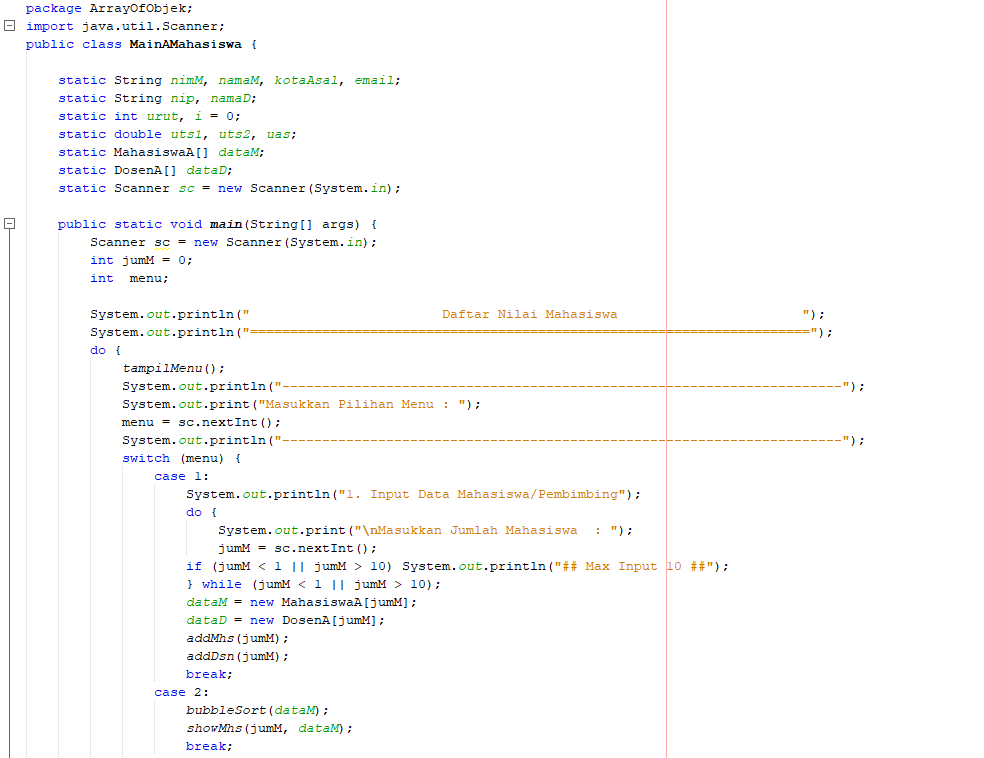 package ArrayOfObjek;
import java.util.Scanner;
public class MainAMahasiswa {
static String nimM, namaM, kotaAsal, email;
static String nip, namaD;
static int urut, i = 0;
static double uts1, uts2, uas;
static MahasiswaA[] dataM;
static DosenA[] dataD;
static Scanner sc = new Scanner(System.in);
public static void main(String[] args) {
Scanner sc = new Scanner(System.in);
int jumM = 0;
int  menu;
System.out.println("                        Daftar Nilai Mahasiswa                       ");
System.out.println("======================================================================");
do {
tampilMenu();
System.out.println("----------------------------------------------------------------------");
System.out.print("Masukkan Pilihan Menu : ");
menu = sc.nextInt();
System.out.println("----------------------------------------------------------------------");
switch (menu) {
case 1:
System.out.println("1. Input Data Mahasiswa/Pembimbing");
do {
System.out.print("\nMasukkan Jumlah Mahasiswa  : ");
jumM = sc.nextInt();
if (jumM < 1 || jumM > 10) System.out.println("## Max Input 10 ##");
} while (jumM < 1 || jumM > 10);
dataM = new MahasiswaA[jumM];
dataD = new DosenA[jumM];
addMhs(jumM);
addDsn(jumM);
break;
case 2:
bubbleSort(dataM);
showMhs(jumM, dataM);
break;